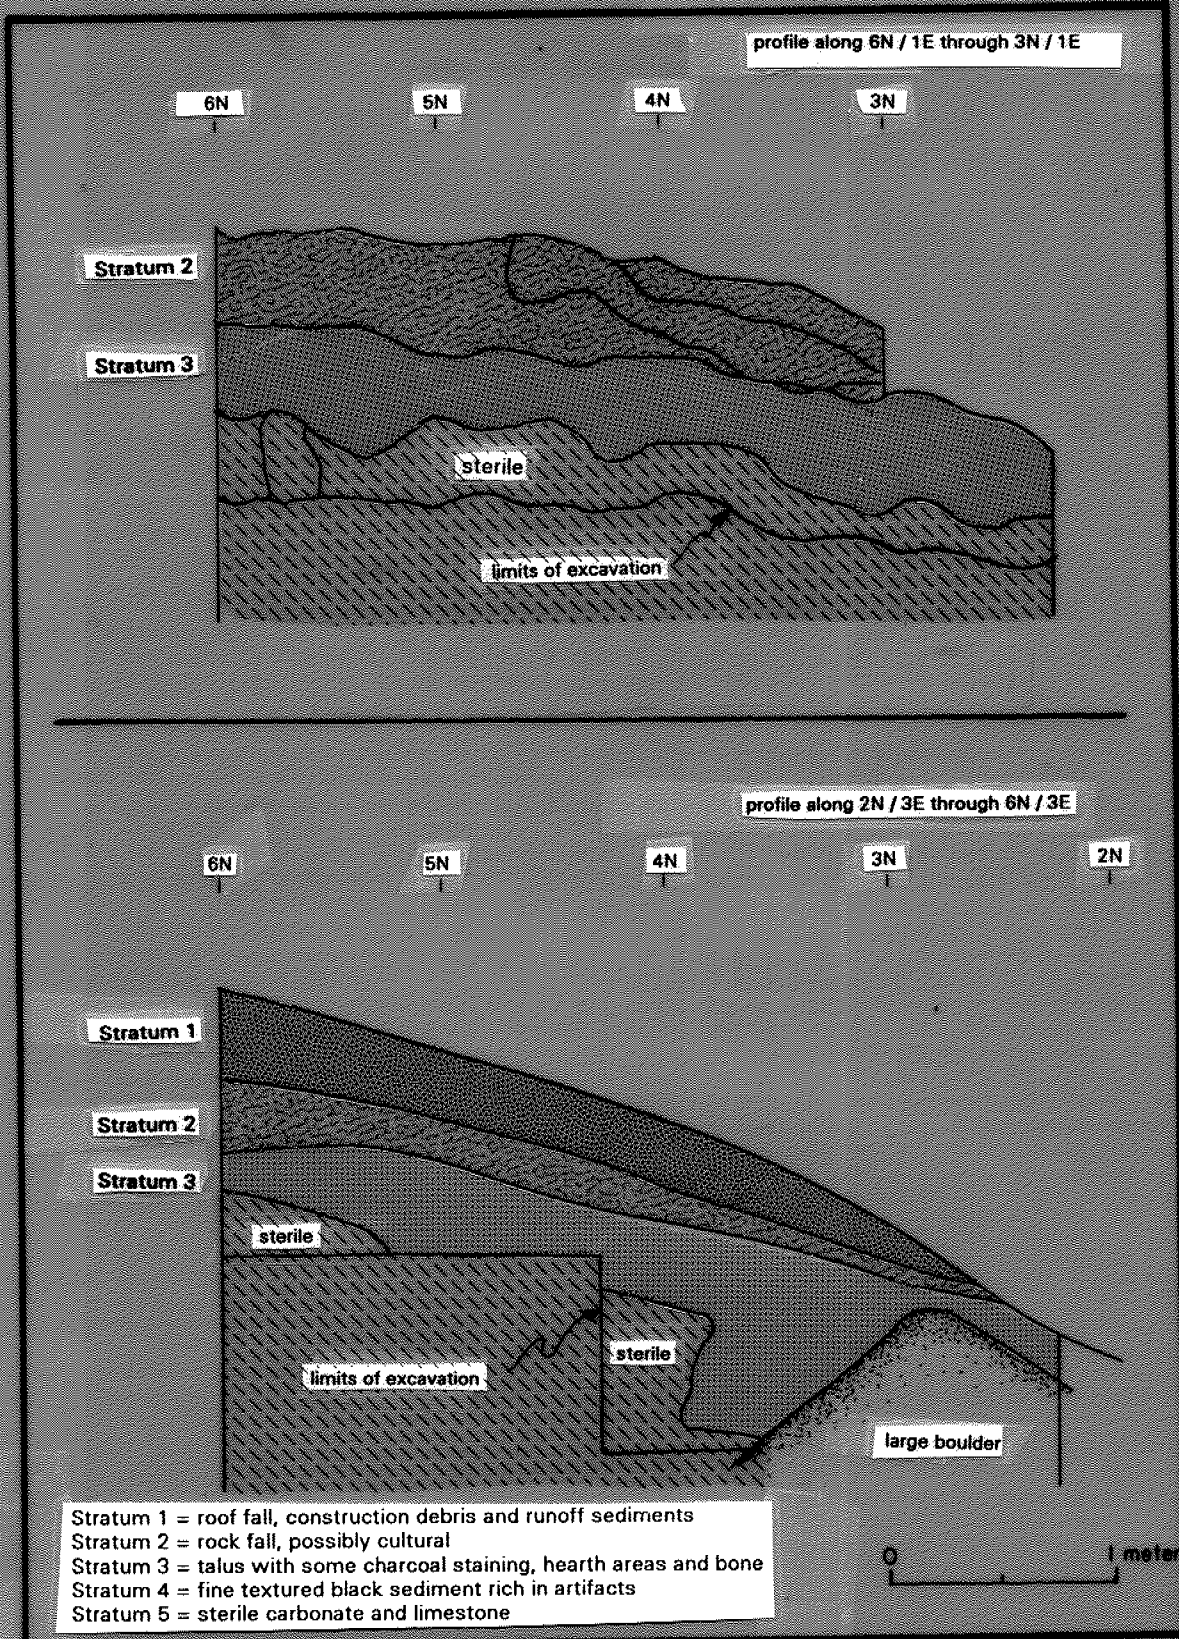 profile along 6N / 1E through 3N / 1E
6N 5N 4N 3N
Stratum 2
Stratum 3
sterile
limits of excavation
profile along 2N / 3E through 6N / 3E
6N 5N 4N 3N 2N
Stratum 1
Stratum 2
Stratum 3
sterile
sterile
limits of excavation
large boulder
Stratum 1 = roof fall, construction debris and runoff sediments
Stratum 2 = rock fall, possibly cultural
Stratum 3 = talus with some charcoal staining, hearth areas and bone
Stratum 4 = fine textured black sediment rich in artifacts
Stratum 5 = sterile carbonate and limestone
0 1 meter